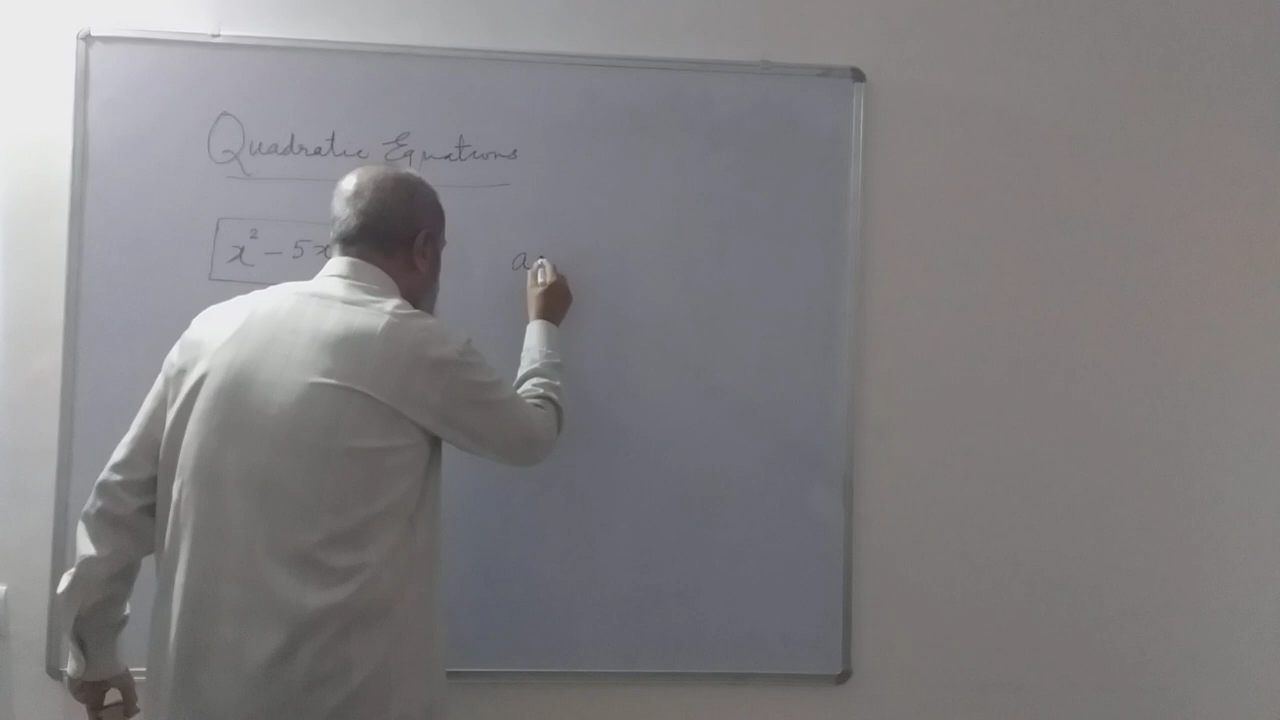 Quadratic Equations
x² - 5x
a